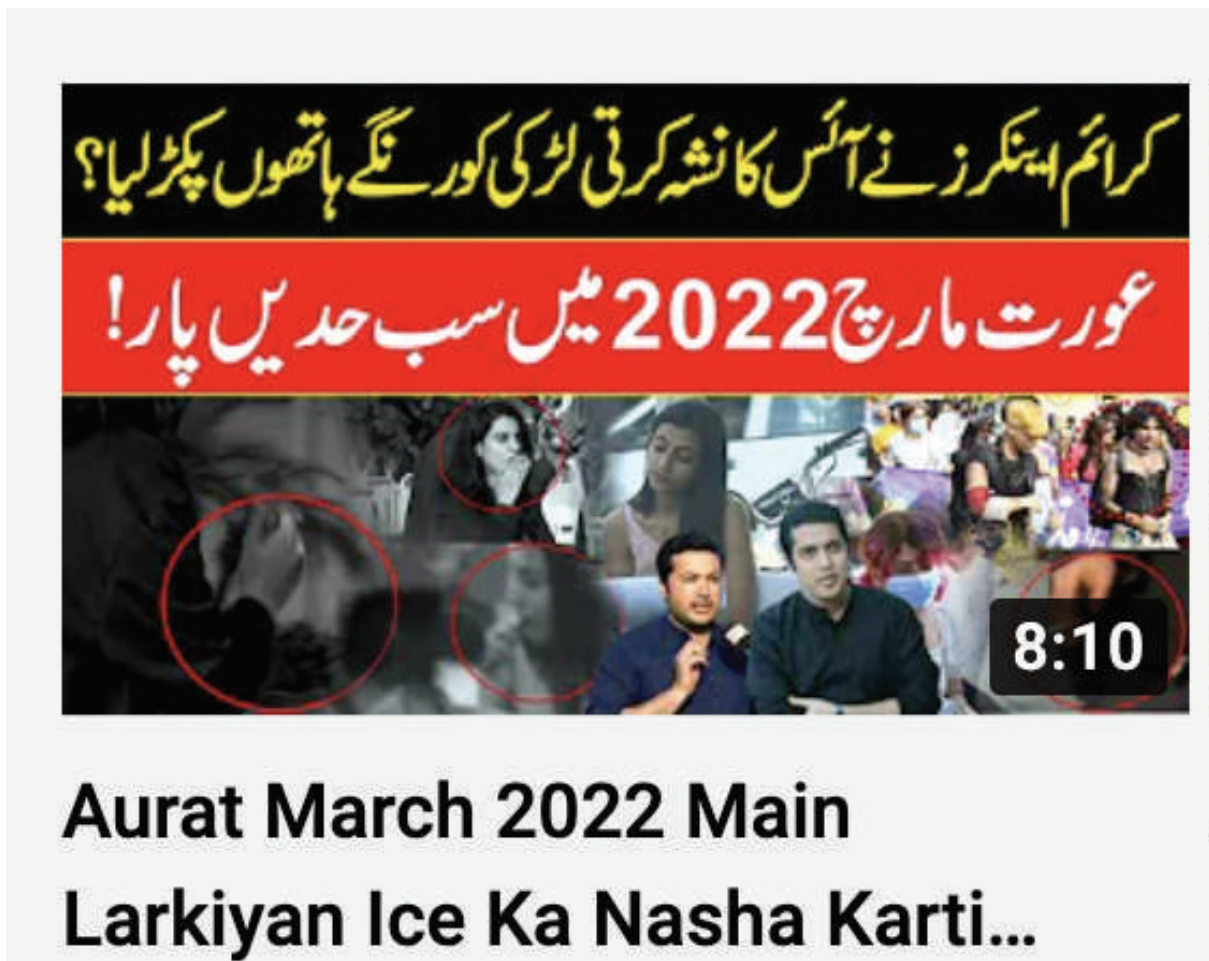 کرائم اینکرز نے آئس کا نشہ کرتی لڑکی کو رنگے ہاتھوں پکڑ لیا؟
عورت مارچ 2022 میں سب حدیں پار!
8:10
Aurat March 2022 Main
Larkiyan Ice Ka Nasha Karti...